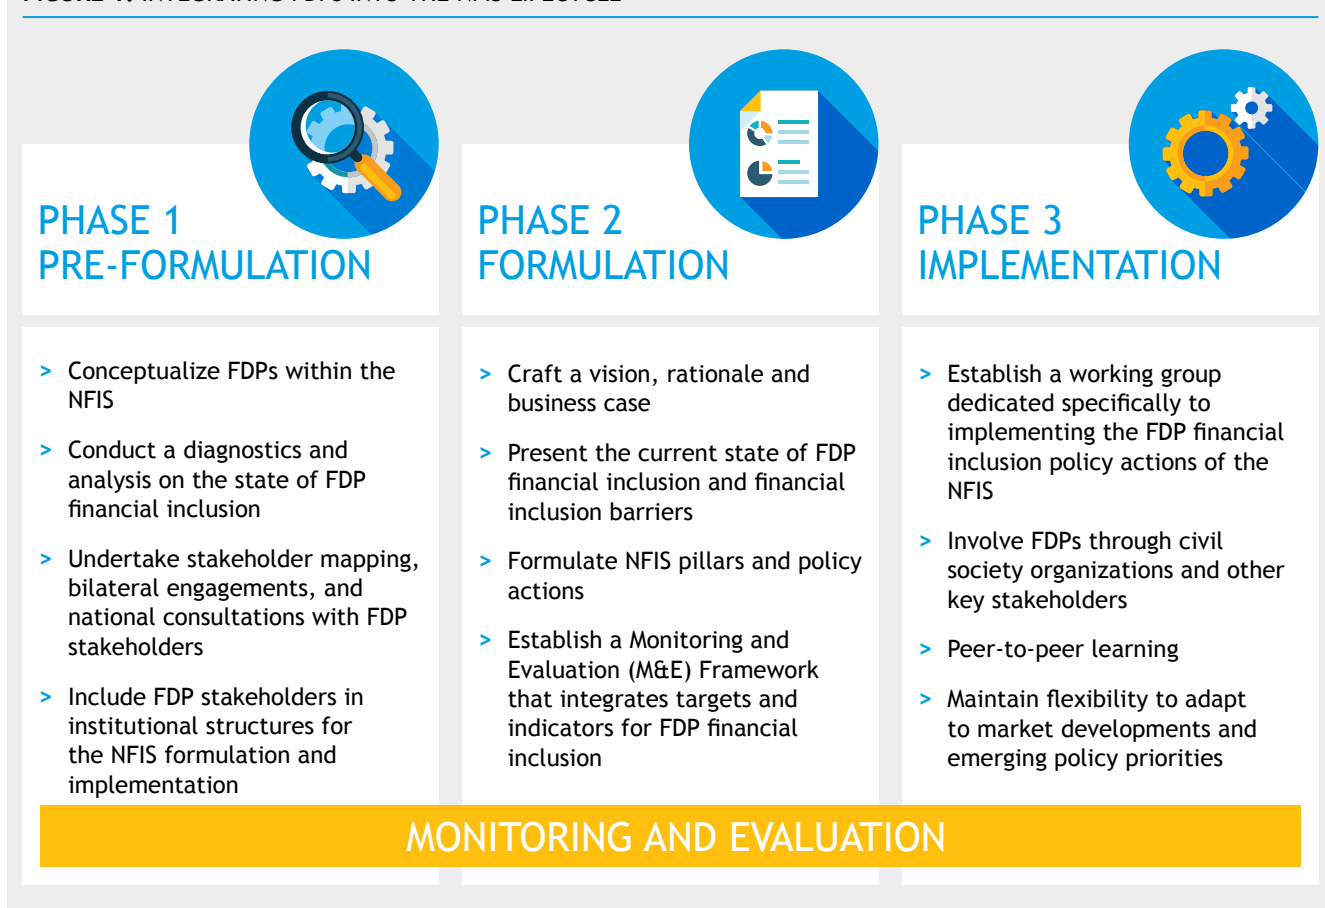 PHASE 1
PRE-FORMULATION
> Conceptualize FDPs within the
NFIS
> Conduct a diagnostics and
analysis on the state of FDP
financial inclusion
> Undertake stakeholder mapping,
bilateral engagements, and
national consultations with FDP
stakeholders
> Include FDP stakeholders in
institutional structures for
the NFIS formulation and
implementation
PHASE 2
FORMULATION
> Craft a vision, rationale and
business case
> Present the current state of FDP
financial inclusion and financial
inclusion barriers
> Formulate NFIS pillars and policy
actions
> Establish a Monitoring and
Evaluation (M&E) Framework
that integrates targets and
indicators for FDP financial
inclusion
PHASE 3
IMPLEMENTATION
> Establish a working group
dedicated specifically to
implementing the FDP financial
inclusion policy actions of the
NFIS
> Involve FDPs through civil
society organizations and other
key stakeholders
> Peer-to-peer learning
> Maintain flexibility to adapt
to market developments and
emerging policy priorities
MONITORING AND EVALUATION